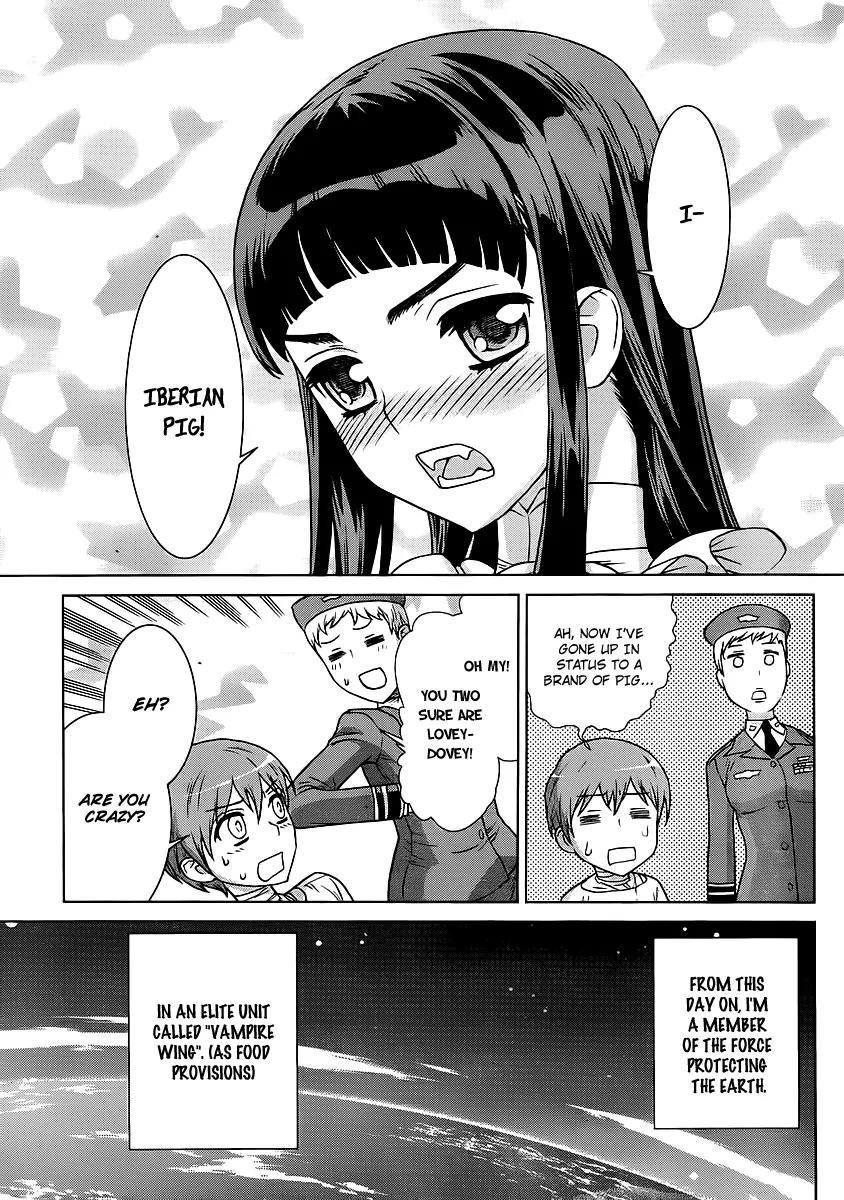 I-
IBERIAN
PIG!
AH, NOW I'VE
GONE UP IN
STATUS TO A
BRAND OF PIG...
OH MY!
YOU TWO
SURE ARE
LOVEY-
DOVEY!
EH?
ARE YOU
CRAZY?
FROM THIS
DAY ON, I'M
A MEMBER
OF THE FORCE
PROTECTING
THE EARTH.
IN AN ELITE UNIT
CALLED "VAMPIRE
WING". (AS FOOD
PROVISIONS)